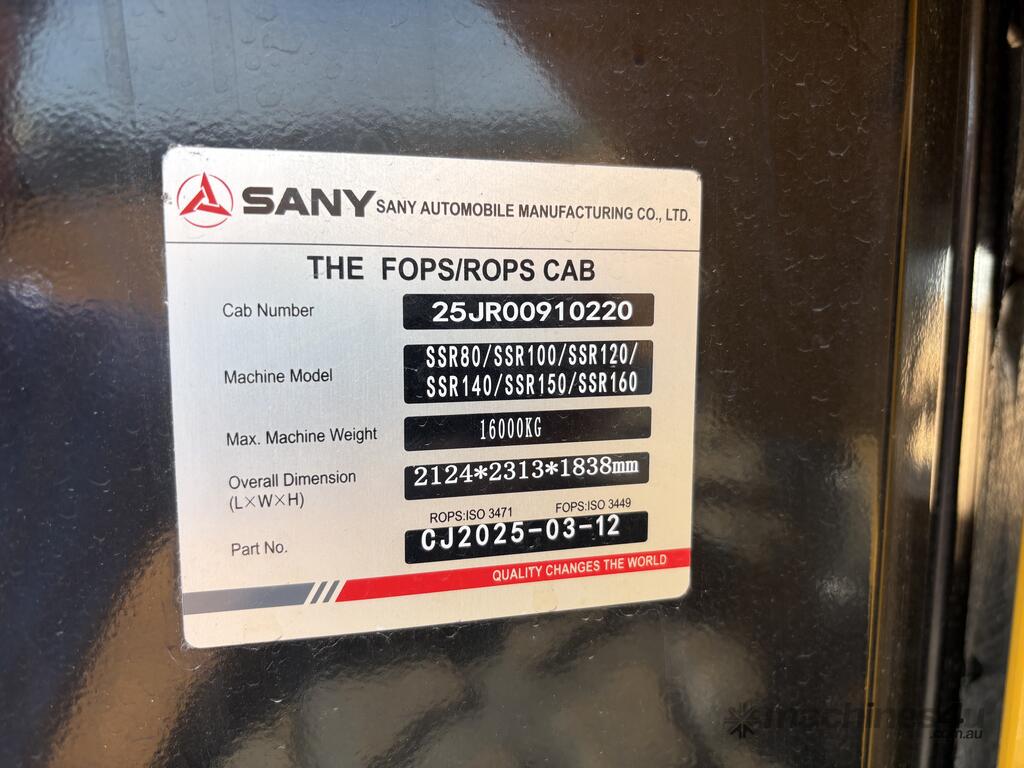 SANY SANY AUTOMOBILE MANUFACTURING CO., LTD.
THE FOPS/ROPS CAB
Cab Number 25JR00910220
Machine Model SSR80/SSR100/SSR120/
SSR140/SSR150/SSR160
Max. Machine Weight 16000KG
Overall Dimension 2124*2313*1838mm
(L×W×H)
ROPS:ISO 3471 FOPS:ISO 3449
Part No. CJ2025-03-12
QUALITY CHANGES THE WORLD
machines4u
.com.au